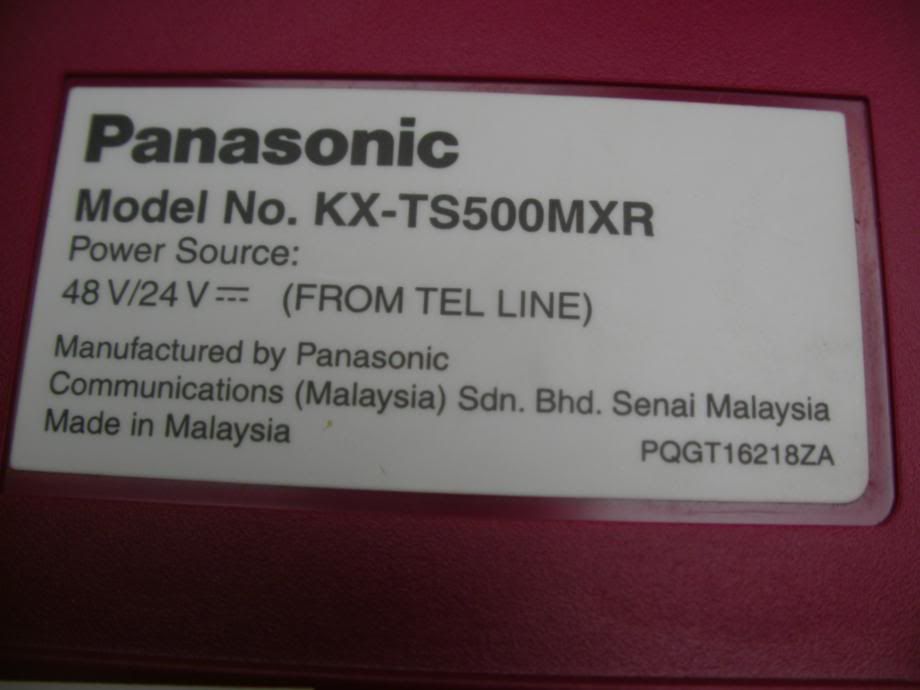 Panasonic
Model No. KX-TS500MXR
Power Source:
48 V/24 V ⎓ (FROM TEL LINE)
Manufactured by Panasonic
Communications (Malaysia) Sdn. Bhd. Senai Malaysia
Made in Malaysia
PQGT16218ZA